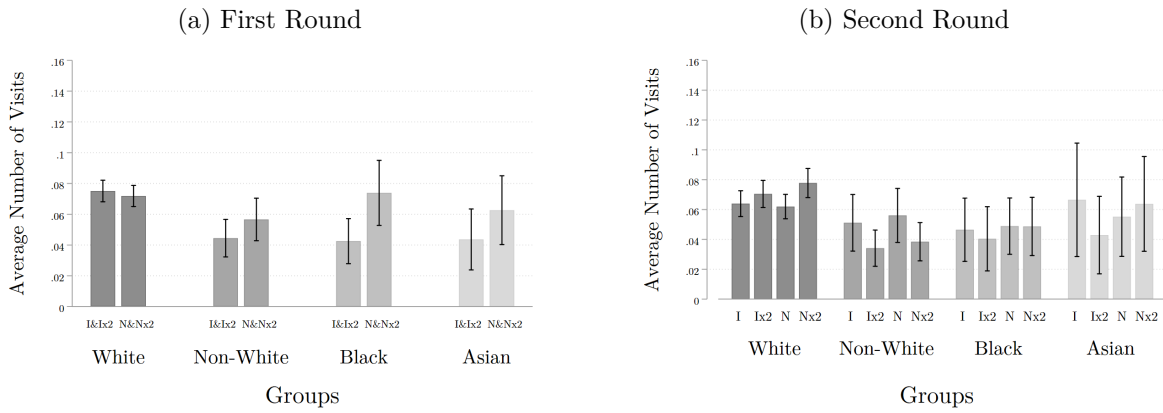 (a) First Round
Average Number of Visits
.16
.14
.12
.1
.08
.06
.04
.02
0
I&Ix2 N&Nx2 I&Ix2 N&Nx2 I&Ix2 N&Nx2 I&Ix2 N&Nx2
White Non-White Black Asian
Groups
(b) Second Round
Average Number of Visits
.16
.14
.12
.1
.08
.06
.04
.02
0
I Ix2 N Nx2 I Ix2 N Nx2 I Ix2 N Nx2 I Ix2 N Nx2
White Non-White Black Asian
Groups